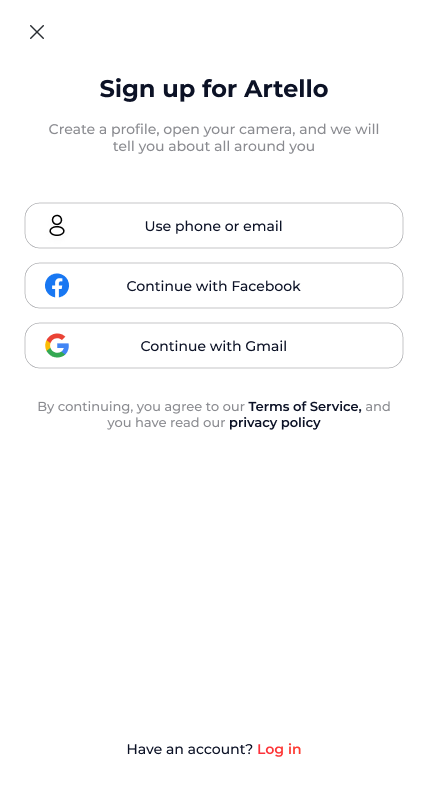 Sign up for Artello
Create a profile, open your camera, and we will
tell you about all around you
Use phone or email
Continue with Facebook
Continue with Gmail
By continuing, you agree to our Terms of Service, and
you have read our privacy policy
Have an account? Log in